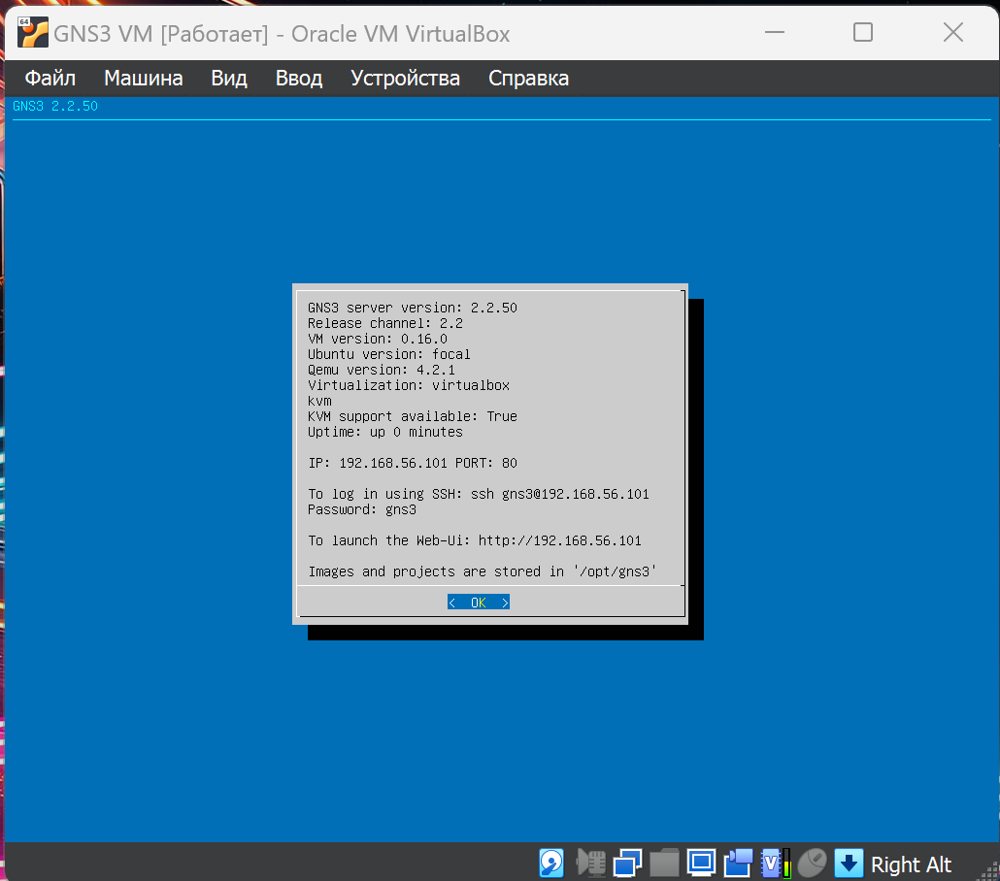 64
GNS3 VM [Работает] - Oracle VM VirtualBox
Файл Машина Вид Ввод Устройства Справка
GNS3 2.2.50
GNS3 server version: 2.2.50
Release channel: 2.2
VM version: 0.16.0
Ubuntu version: focal
Qemu version: 4.2.1
Virtualization: virtualbox
kvm
KVM support available: True
Uptime: up 0 minutes
IP: 192.168.56.101 PORT: 80
To log in using SSH: ssh gns3@192.168.56.101
Password: gns3
To launch the Web-Ui: http://192.168.56.101
Images and projects are stored in '/opt/gns3'
< OK >
V
Right Alt